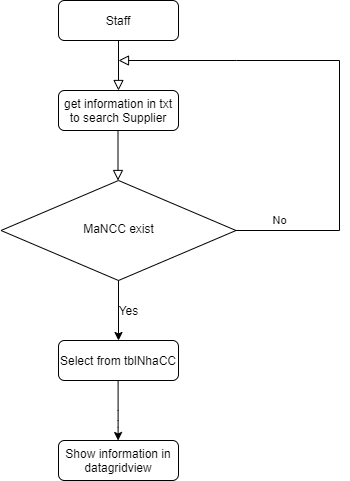 Staff
get information in txt
to search Supplier
MaNCC exist
No
Yes
Select from tblNhaCC
Show information in
datagridview